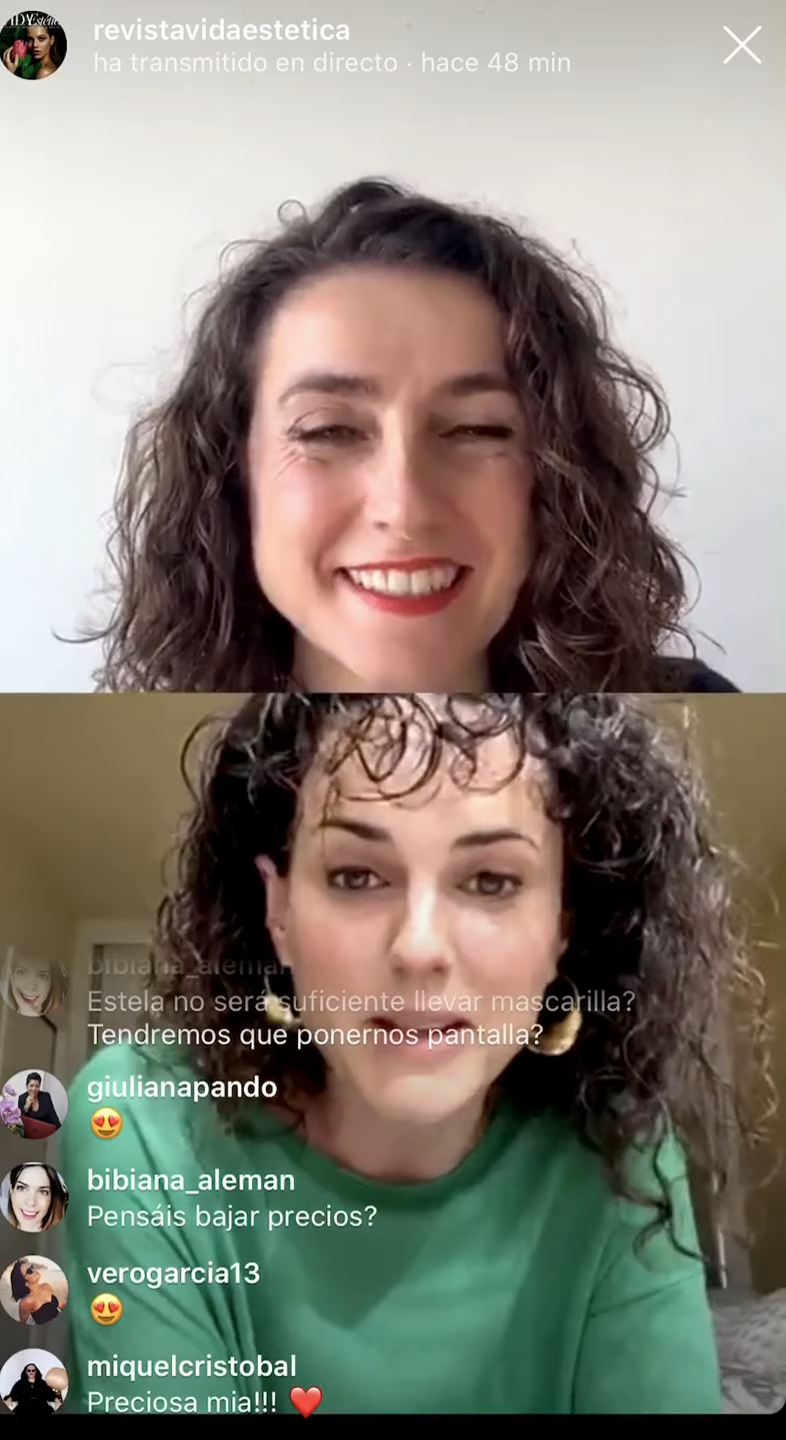 revistavidaestetica
ha transmitido en directo · hace 48 min
bibiana_aleman
Estela no será suficiente llevar mascarilla?
Tendremos que ponernos pantalla?
giulianapando
😍
bibiana_aleman
Pensáis bajar precios?
verogarcia13
😍
miquelcristobal
Preciosa mia!!! ❤️